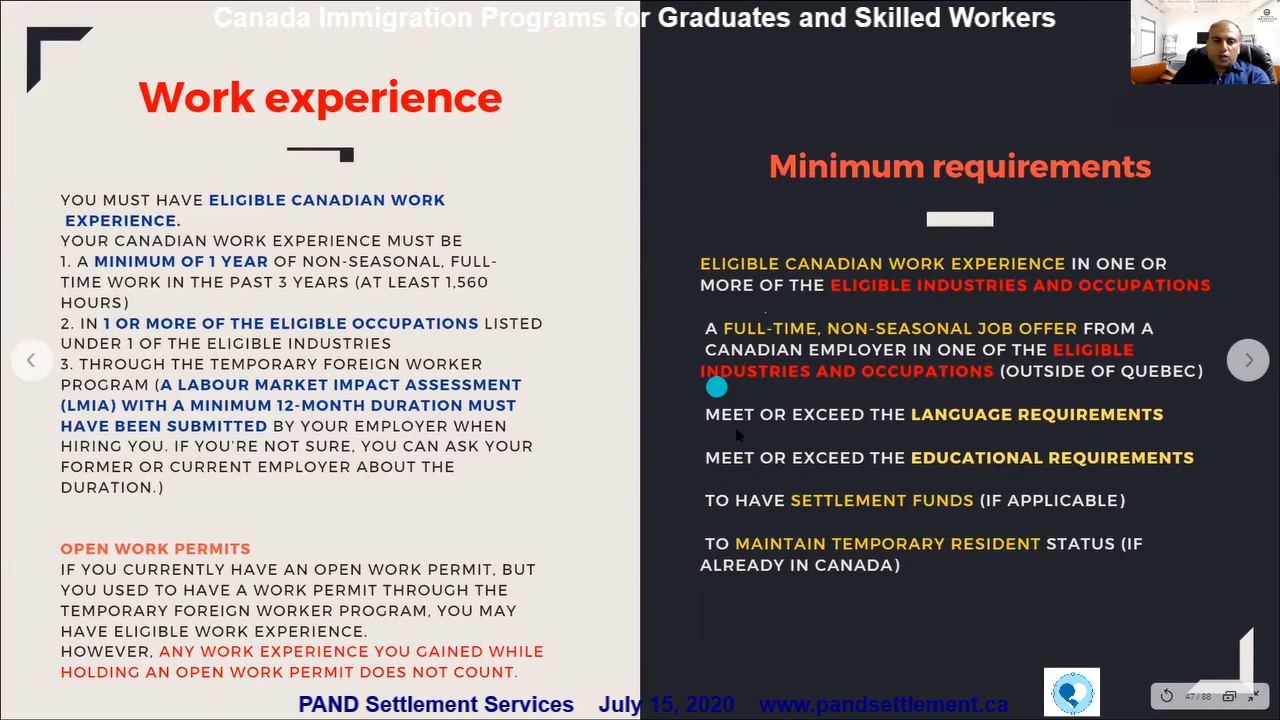 Canada Immigration Programs for Graduates and Skilled Workers
Work experience
YOU MUST HAVE ELIGIBLE CANADIAN WORK
EXPERIENCE.
YOUR CANADIAN WORK EXPERIENCE MUST BE
1. A MINIMUM OF 1 YEAR OF NON-SEASONAL, FULL-
TIME WORK IN THE PAST 3 YEARS (AT LEAST 1,560
HOURS)
2. IN 1 OR MORE OF THE ELIGIBLE OCCUPATIONS LISTED
UNDER 1 OF THE ELIGIBLE INDUSTRIES
3. THROUGH THE TEMPORARY FOREIGN WORKER
PROGRAM (A LABOUR MARKET IMPACT ASSESSMENT
(LMIA) WITH A MINIMUM 12-MONTH DURATION MUST
HAVE BEEN SUBMITTED BY YOUR EMPLOYER WHEN
HIRING YOU. IF YOU'RE NOT SURE, YOU CAN ASK YOUR
FORMER OR CURRENT EMPLOYER ABOUT THE
DURATION.)
OPEN WORK PERMITS
IF YOU CURRENTLY HAVE AN OPEN WORK PERMIT, BUT
YOU USED TO HAVE A WORK PERMIT THROUGH THE
TEMPORARY FOREIGN WORKER PROGRAM, YOU MAY
HAVE ELIGIBLE WORK EXPERIENCE.
HOWEVER, ANY WORK EXPERIENCE YOU GAINED WHILE
HOLDING AN OPEN WORK PERMIT DOES NOT COUNT.
Minimum requirements
ELIGIBLE CANADIAN WORK EXPERIENCE IN ONE OR
MORE OF THE ELIGIBLE INDUSTRIES AND OCCUPATIONS
A FULL-TIME, NON-SEASONAL JOB OFFER FROM A
CANADIAN EMPLOYER IN ONE OF THE ELIGIBLE
INDUSTRIES AND OCCUPATIONS (OUTSIDE OF QUEBEC)
MEET OR EXCEED THE LANGUAGE REQUIREMENTS
MEET OR EXCEED THE EDUCATIONAL REQUIREMENTS
TO HAVE SETTLEMENT FUNDS (IF APPLICABLE)
TO MAINTAIN TEMPORARY RESIDENT STATUS (IF
ALREADY IN CANADA)
47/88
PAND Settlement Services July 15, 2020 www.pandsettlement.ca